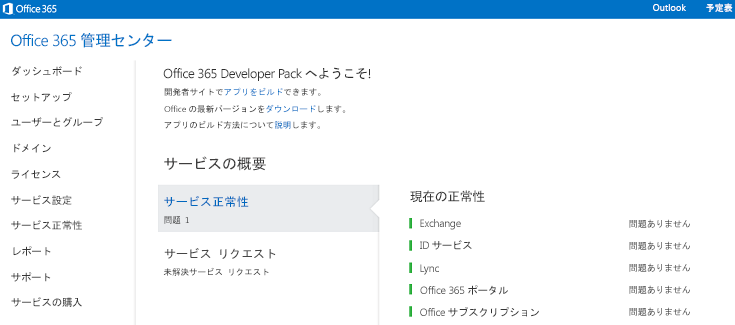 Office 365
Outlook 予定表
Office 365 管理センター
ダッシュボード
セットアップ
ユーザーとグループ
ドメイン
ライセンス
サービス設定
サービス正常性
レポート
サポート
サービスの購入
Office 365 Developer Pack へようこそ!
開発者サイトでアプリをビルドできます。
Office の最新バージョンをダウンロードします。
アプリのビルド方法について説明します。
サービスの概要
サービス正常性
問題 1
サービス リクエスト
未解決サービス リクエスト
現在の正常性
Exchange 問題ありません
ID サービス 問題ありません
Lync 問題ありません
Office 365 ポータル 問題ありません
Office サブスクリプション 問題ありません